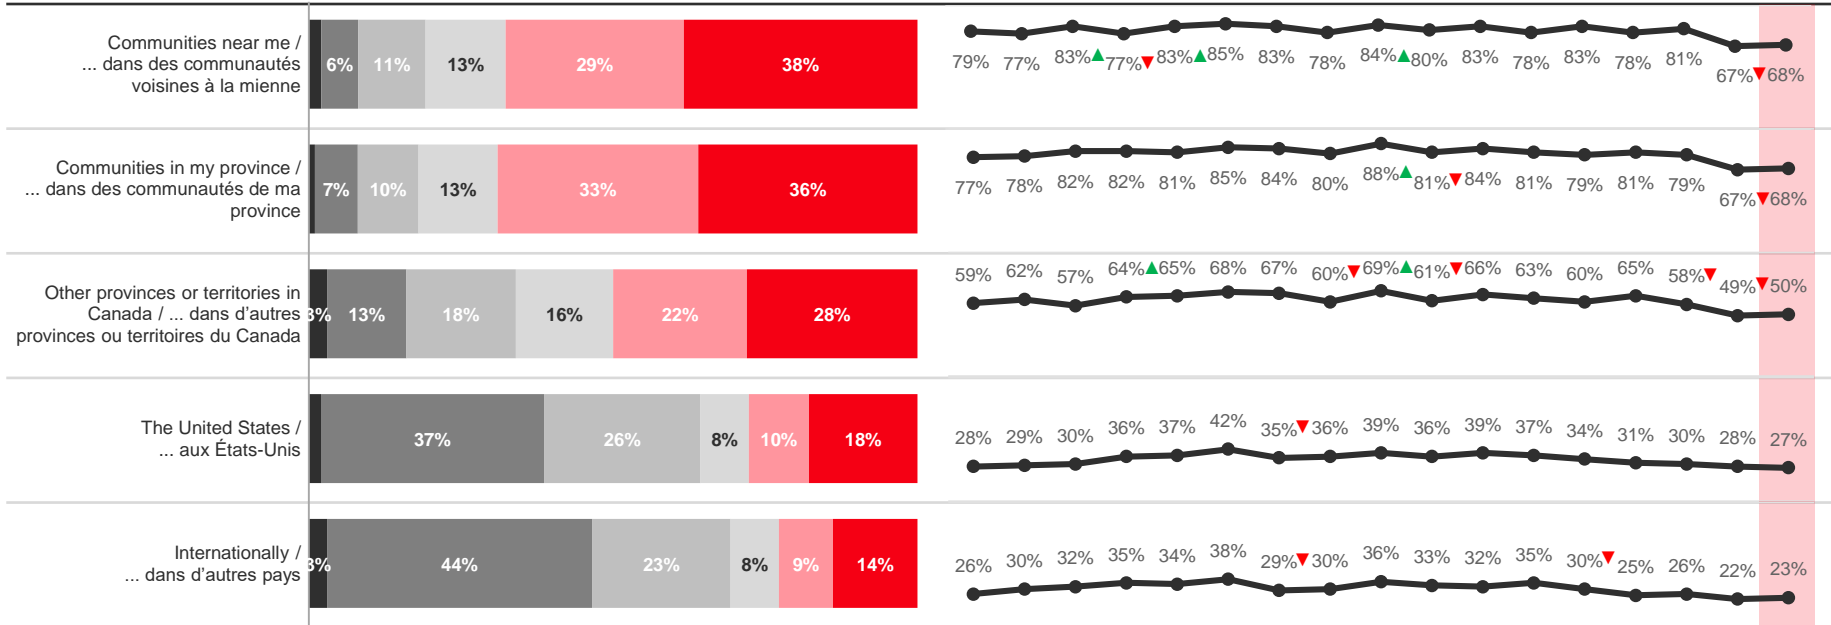 Communities near me /
... dans des communautés
voisines à la mienne
6% 11% 13% 29% 38%
79% 77% 83% 77% 83% 85% 83% 78% 84% 80% 83% 78% 83% 78% 81% 67% 68%
Communities in my province /
... dans des communautés de ma
province
7% 10% 13% 33% 36%
77% 78% 82% 82% 81% 85% 84% 80% 88% 81% 84% 81% 79% 81% 79% 67% 68%
Other provinces or territories in
Canada / ... dans d'autres
provinces ou territoires du Canada
3% 13% 18% 16% 22% 28%
59% 62% 57% 64% 65% 68% 67% 60% 69% 61% 66% 63% 60% 65% 58% 49% 50%
The United States /
... aux États-Unis
37% 26% 8% 10% 18%
28% 29% 30% 36% 37% 42% 35% 36% 39% 36% 39% 37% 34% 31% 30% 28% 27%
Internationally /
... dans d'autres pays
3% 44% 23% 8% 9% 14%
26% 30% 32% 35% 34% 38% 29% 30% 36% 33% 32% 35% 30% 25% 26% 22% 23%